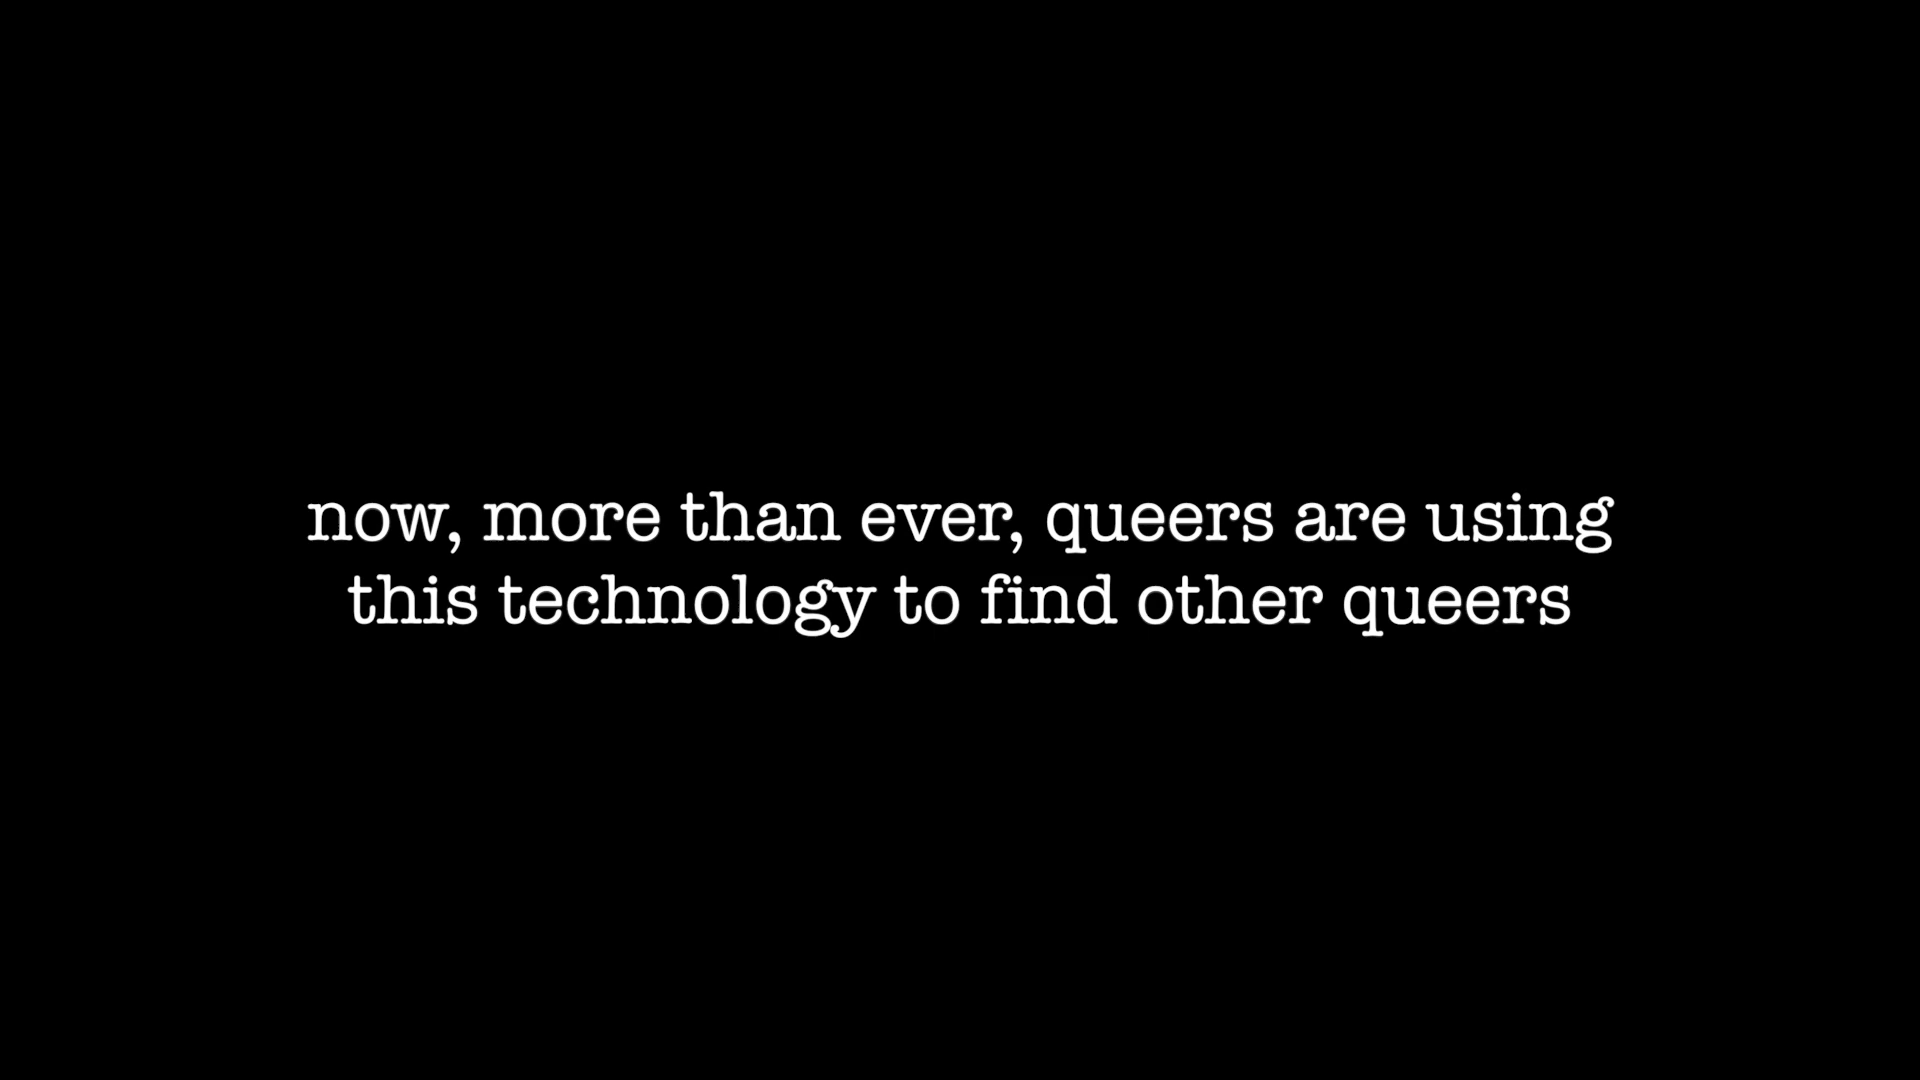 now, more than ever, queers are using
this technology to find other queers